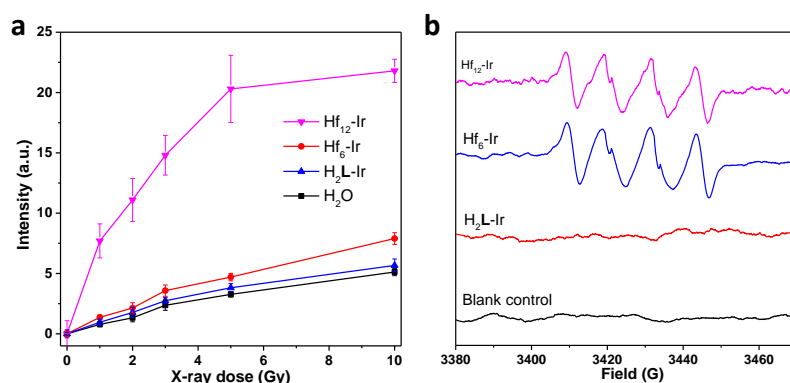 a
Intensity (a.u.)
25
20
15
10
5
0
Hf₁₂-Ir
Hf₆-Ir
H₂L-Ir
H₂O
0 2 4 6 8 10
X-ray dose (Gy)
b
Hf₁₂-Ir
Hf₆-Ir
H₂L-Ir
Blank control
3380 3400 3420 3440 3460
Field (G)